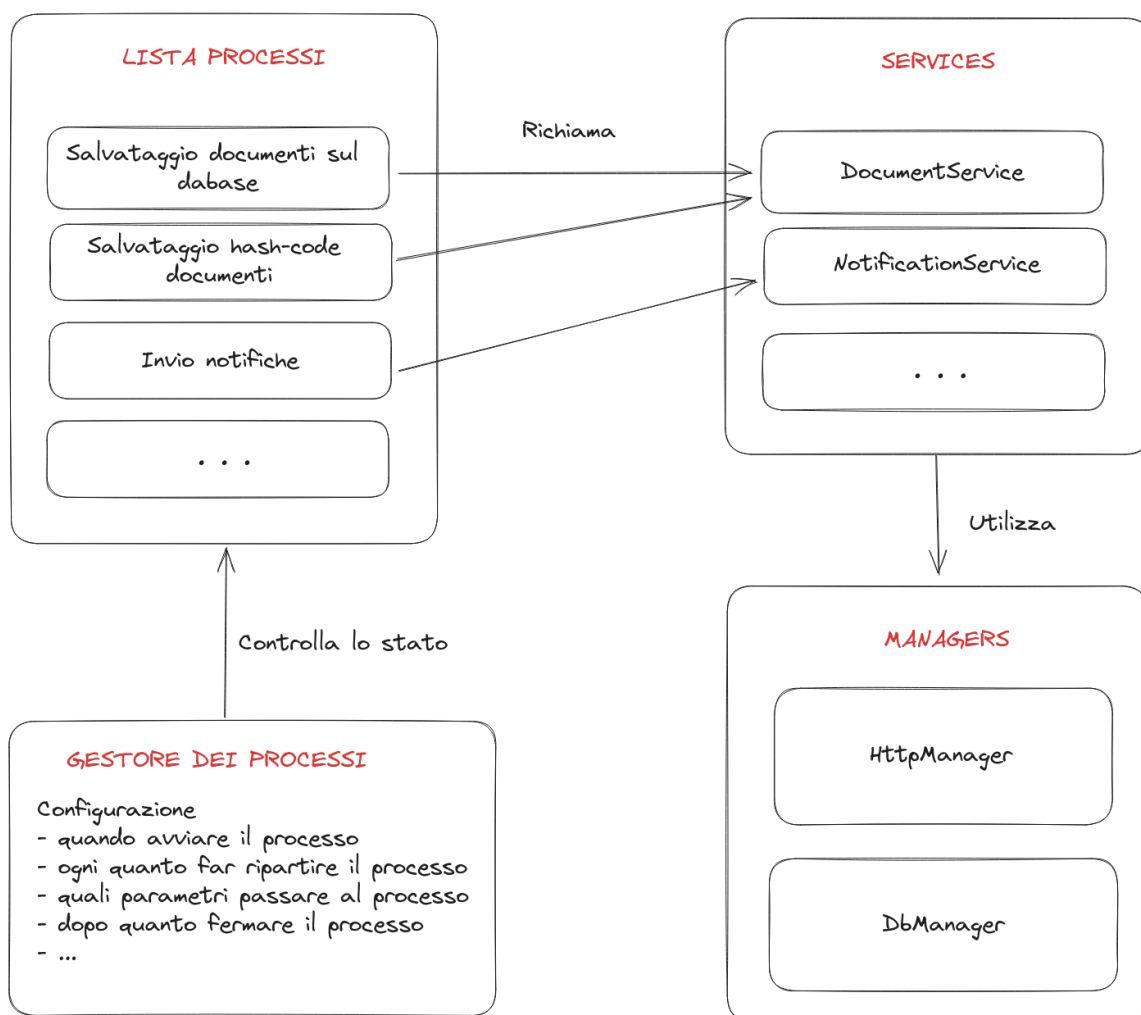 LISTA PROCESSI
Salvataggio documenti sul
dabase
Salvataggio hash-code
documenti
Invio notifiche
. . .
Richiama
SERVICES
DocumentService
NotificationService
. . .
Utilizza
Controlla lo stato
GESTORE DEI PROCESSI
Configurazione
- quando avviare il processo
- ogni quanto far ripartire il processo
- quali parametri passare al processo
- dopo quanto fermare il processo
- ...
MANAGERS
HttpManager
DbManager